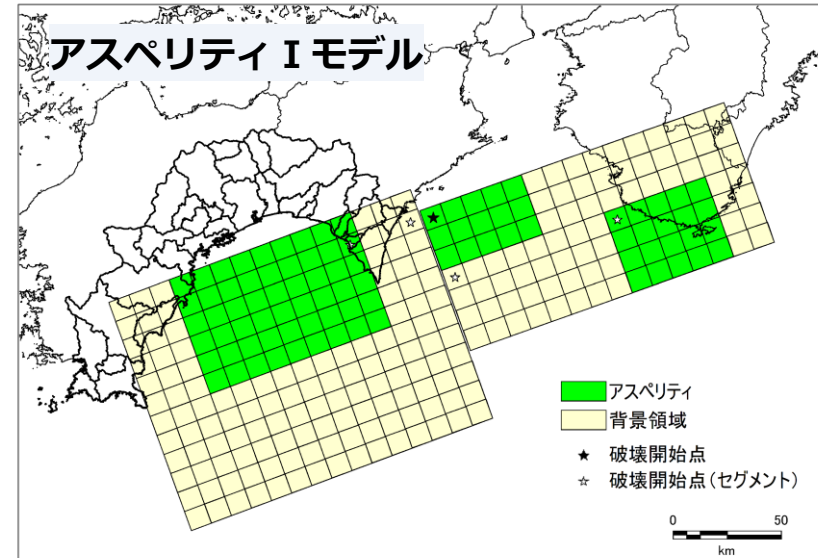 アスペリティⅠモデル
アスペリティ
背景領域
★ 破壊開始点
☆ 破壊開始点(セグメント)
0 50
km